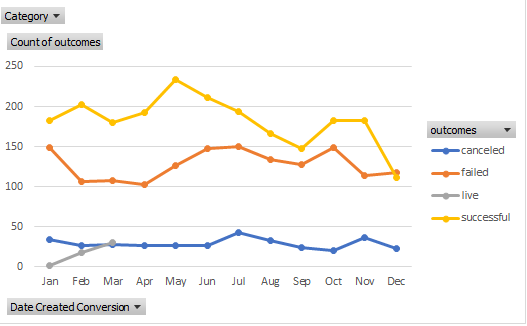 Category
Count of outcomes
250
200
150
100
50
0
Jan Feb Mar Apr May Jun Jul Aug Sep Oct Nov Dec
outcomes
canceled
failed
live
successful
Date Created Conversion